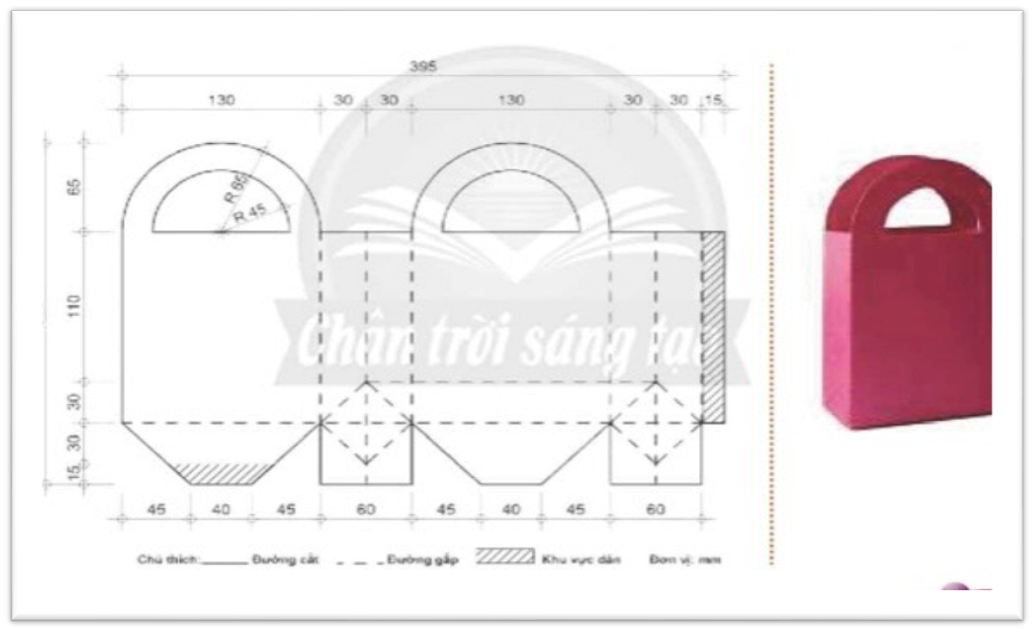 395
130 30 30 130 30 30 15
65
R 65
R 45
110
Chân trời sáng tạo
30
30
15
45 40 45 60 45 40 45 60
Chú thích: Đường cắt Đường gấp Khu vực dán Đơn vị: mm